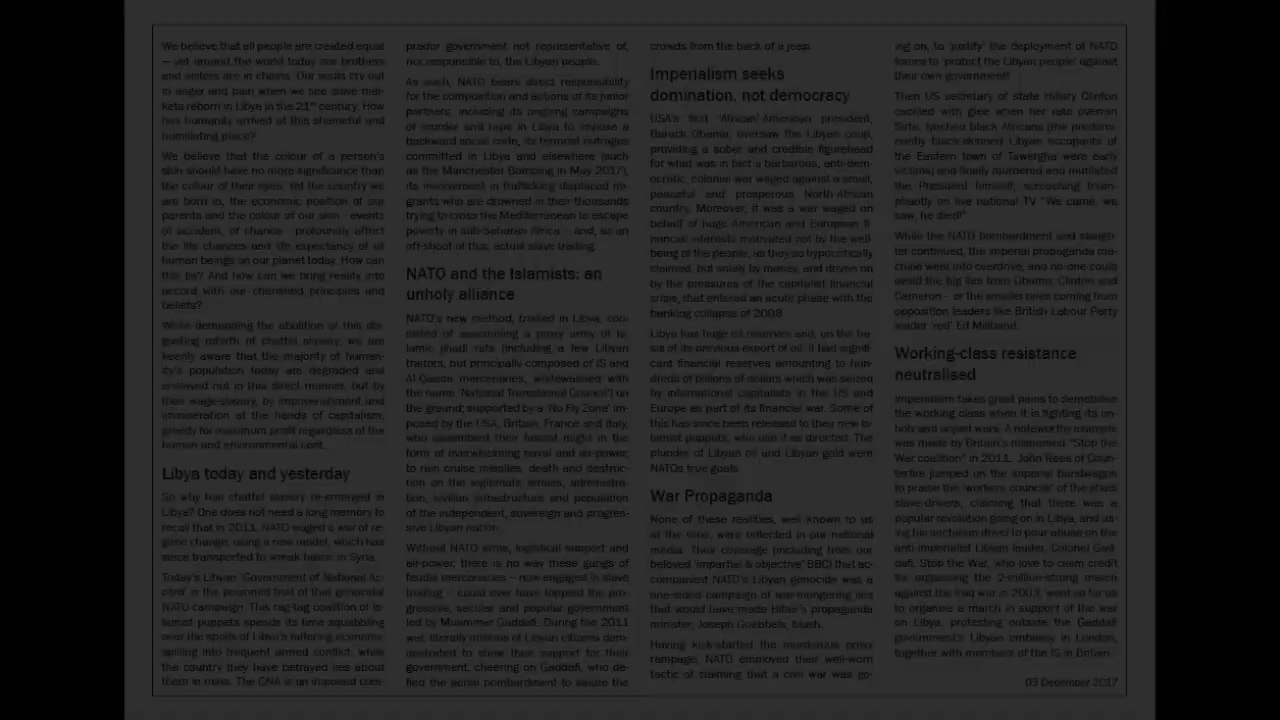 We believe that all people are created equal
– yet around the world today our brothers
and sisters are in chains. Our souls cry out
in anger and pain when we see slave mar-
kets reborn in Libya in the 21st century. How
has humanity arrived at this shameful and
humiliating place?
We believe that the colour of a person's
skin should have no more significance than
the colour of their eyes. Yet the country we
are born in, the economic position of our
parents and the colour of our skin - events
of accident, of chance - profoundly affect
the life chances and life expectancy of all
human beings on our planet today. How can
this be? And how can we bring reality into
accord with our cherished principles and
beliefs?
While demanding the abolition of this dis-
gusting rebirth of chattel slavery, we are
keenly aware that the majority of human-
ity's population today are degraded and
enslaved not in this direct manner, but by
their wage-slavery, by impoverishment and
immiseration at the hands of capitalism,
greedy for maximum profit regardless of the
human and environmental cost.
Libya today and yesterday
So why has chattel slavery re-emerged in
Libya? One does not need a long memory to
recall that in 2011, NATO waged a war of re-
gime change, using a new model, which has
since transported to wreak havoc in Syria.
Today's Libyan 'Government of National Ac-
cord' is the poisoned fruit of that genocidal
NATO campaign. This rag-tag coalition of Is-
lamist puppets spends its time squabbling
over the spoils of Libya's faltering economy,
spilling into frequent armed conflict, while
the country they have betrayed lies about
them in ruins. The GNA is an imposed com-
prador government not representative of,
nor responsible to, the Libyan people.
As such, NATO bears direct responsibility
for the composition and actions of its junior
partners, including its ongoing campaigns
of murder and rape in Libya to impose a
backward social code, its terrorist outrages
committed in Libya and elsewhere (such
as the Manchester Bombing in May 2017),
its involvement in trafficking displaced mi-
grants who are drowned in their thousands
trying to cross the Mediterranean to escape
poverty in sub-Saharan Africa – and, as an
off-shoot of this, actual slave trading.
NATO and the Islamists: an
unholy alliance
NATO's new method, trialled in Libya, con-
sisted of assembling a proxy army of Is-
lamic jihadi rats (including a few Libyan
traitors, but principally composed of IS and
Al-Qaeda mercenaries, whitewashed with
the name 'National Transitional Council') on
the ground; supported by a 'No Fly Zone' im-
posed by the USA, Britain, France and Italy,
who assembled their fascist might in the
form of overwhelming naval and air-power,
to rain cruise missiles, death and destruc-
tion on the legitimate armies, administra-
tion, civilian infrastructure and population
of the independent, sovereign and progres-
sive Libyan nation.
Without NATO arms, logistical support and
air-power, there is no way these gangs of
feudal mercenaries – now engaged in slave
trading – could ever have toppled the pro-
gressive, secular and popular government
led by Muammar Gaddafi. During the 2011
war, literally millions of Libyan citizens dem-
onstrated to show their support for their
government, cheering on Gaddafi, who de-
fied the aerial bombardment to salute the
crowds from the back of a jeep.
Imperialism seeks
domination, not democracy
USA's first 'African'-American president,
Barack Obama, oversaw the Libyan coup,
providing a sober and credible figurehead
for what was in fact a barbarous, anti-dem-
ocratic, colonial war waged against a small,
peaceful and prosperous North-African
country. Moreover, it was a war waged on
behalf of huge American and European fi-
nancial interests motivated not by the well-
being of the people, as they so hypocritically
claimed, but solely by money, and driven on
by the pressures of the capitalist financial
crisis, that entered an acute phase with the
banking collapse of 2008.
Libya has huge oil reserves and, on the ba-
sis of its previous export of oil, it had signifi-
cant financial reserves amounting to hun-
dreds of billions of dollars which was seized
by international capitalists in the US and
Europe as part of its financial war. Some of
this has since been released to their new Is-
lamist puppets, who use it as directed. The
plunder of Libyan oil and Libyan gold were
NATOs true goals.
War Propaganda
None of these realities, well known to us
at the time, were reflected in our national
media. Their coverage (including from our
beloved 'impartial & objective' BBC) that ac-
companied NATO's Libyan genocide was a
one-sided campaign of war-mongering lies
that would have made Hitler's propaganda
minister, Joseph Goebbels, blush.
Having kick-started the murderous proxy
rampage, NATO employed their well-worn
tactic of claiming that a civil war was go-
ing on, to 'justify' the deployment of NATO
forces to 'protect the Libyan people' against
their own government!
Then US secretary of state Hillary Clinton
cackled with glee when her rats overran
Sirte, lynched black Africans (the predomi-
nantly black-skinned Libyan occupants of
the Eastern town of Tawergha were early
victims) and finally murdered and mutilated
the President himself, screeching trium-
phantly on live national TV "We came, we
saw, he died!"
While the NATO bombardment and slaugh-
ter continued, the imperial propaganda ma-
chine went into overdrive, and no-one could
avoid the big lies from Obama, Clinton and
Cameron - or the smaller ones coming from
opposition leaders like British Labour Party
leader 'red' Ed Miliband.
Working-class resistance
neutralised
Imperialism takes great pains to demobilise
the working class when it is fighting its un-
holy and unjust wars. A noteworthy example
was made by Britain's misnamed "Stop the
War coalition" in 2011. John Rees of Coun-
terfire jumped on the imperial bandwagon
to praise the 'workers councils' of the jihadi
slave-drivers, claiming that there was a
popular revolution going on in Libya, and us-
ing his sectarian drivel to pour abuse on the
anti-imperialist Libyan leader, Colonel Gad-
dafi. Stop the War, who love to claim credit
for organising the 2-million-strong march
against the Iraq war in 2003, went so far as
to organise a march in support of the war
on Libya, protesting outside the Gaddafi
government's Libyan embassy in London,
together with members of the IS in Britain.
03 December 2017